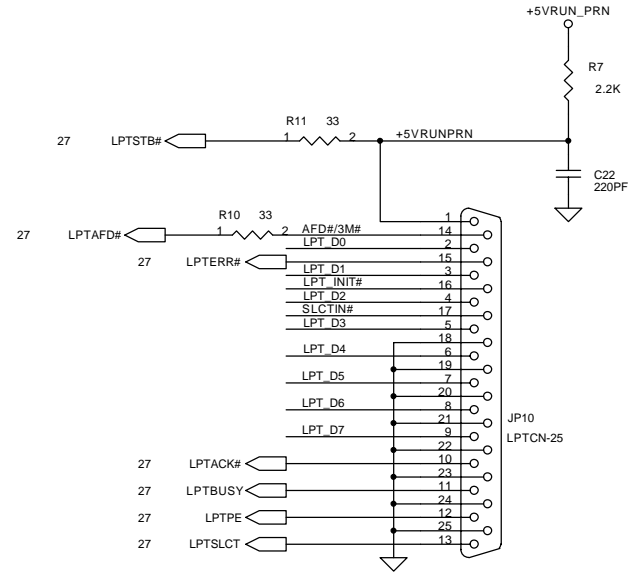 +5VRUN_PRN
R7
2.2K
R11 33
27 LPTSTB# 1 2 +5VRUNPRN
C22
220PF
R10 33
1
27 LPTAFD# 1 2 AFD#/3M# 14
LPT_D0 2
27 LPTERR# 15
LPT_D1 3
LPT_INIT# 16
LPT_D2 4
SLCTIN# 17
LPT_D3 5
18
LPT_D4 6
19
LPT_D5 7
20
LPT_D6 8
21
JP10
LPT_D7 9
LPTCN-25
22
27 LPTACK# 10
23
27 LPTBUSY 11
24
27 LPTPE 12
25
27 LPTSLCT 13